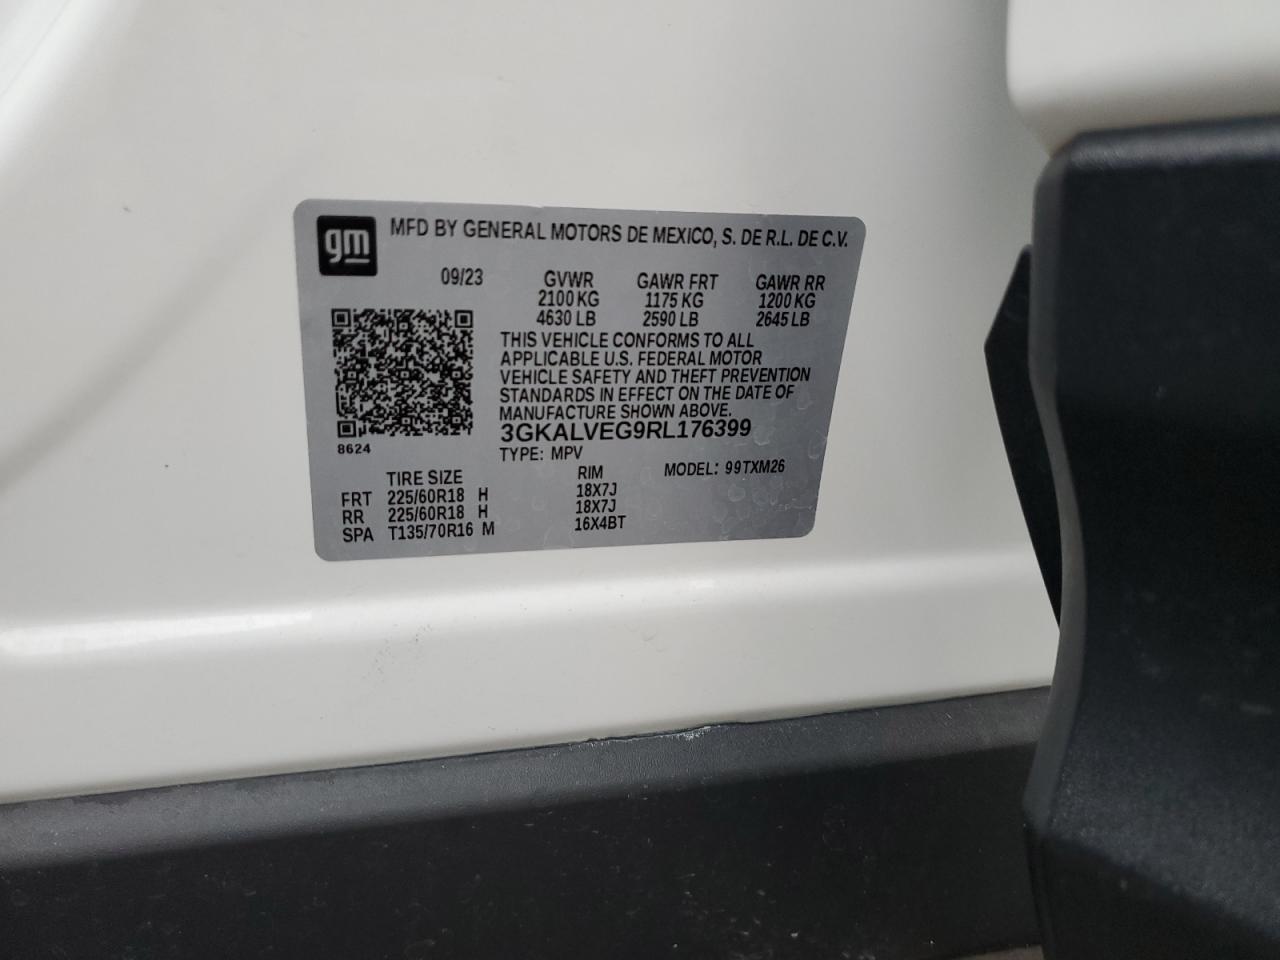 gm MFD BY GENERAL MOTORS DE MEXICO, S. DE R.L. DE C.V.
09/23 GVWR GAWR FRT GAWR RR
2100 KG 1175 KG 1200 KG
4630 LB 2590 LB 2645 LB
THIS VEHICLE CONFORMS TO ALL
APPLICABLE U.S. FEDERAL MOTOR
VEHICLE SAFETY AND THEFT PREVENTION
STANDARDS IN EFFECT ON THE DATE OF
MANUFACTURE SHOWN ABOVE.
3GKALVEG9RL176399
8624 TYPE: MPV
TIRE SIZE RIM MODEL: 99TXM26
FRT 225/60R18 H 18X7J
RR 225/60R18 H 18X7J
SPA T135/70R16 M 16X4BT